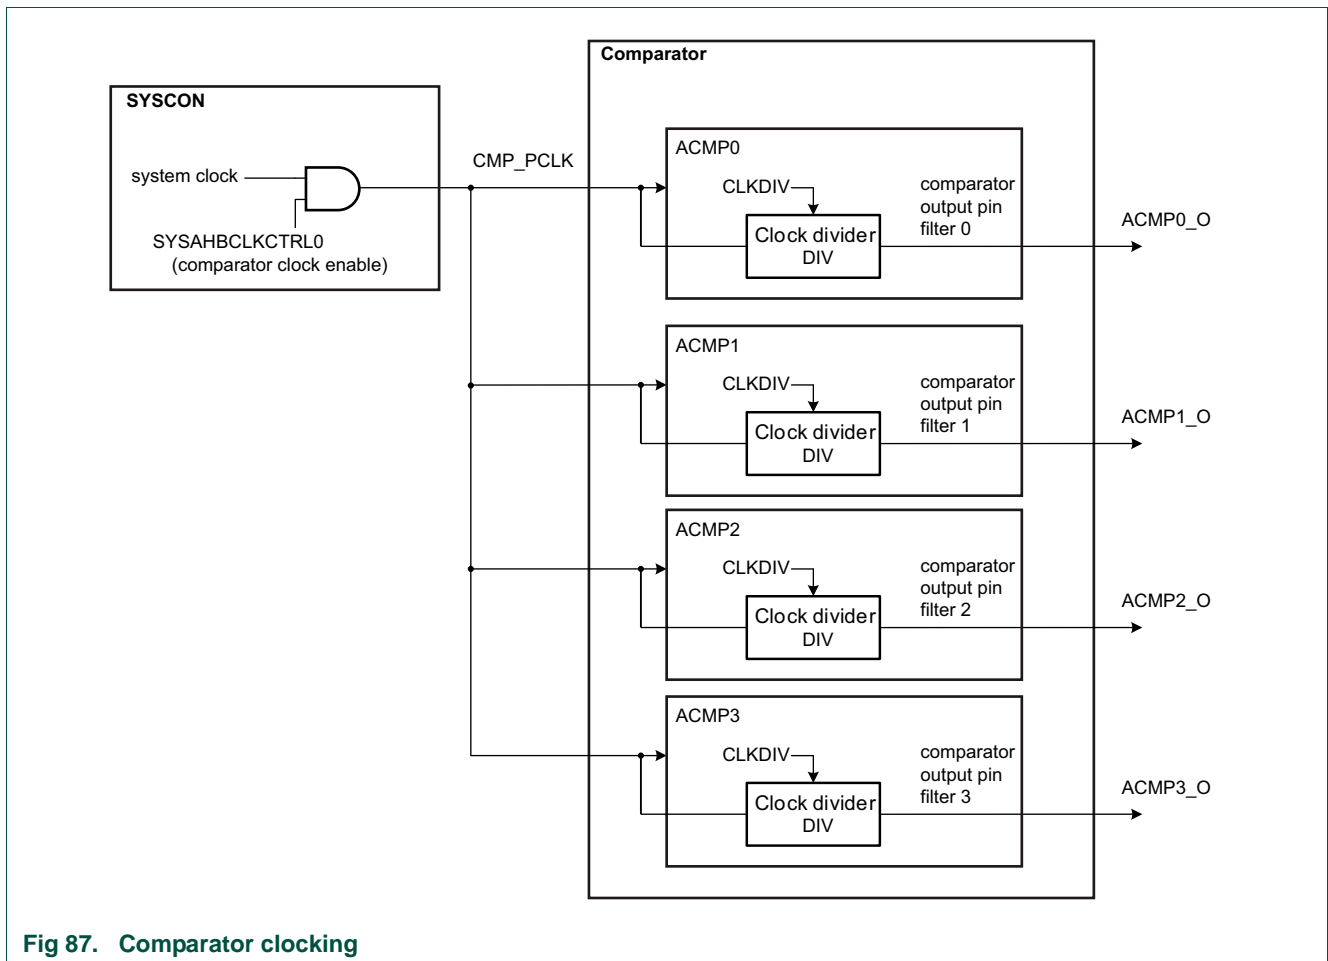 Comparator
SYSCON
system clock
SYSAHBCLKCTRL0
(comparator clock enable)
CMP_PCLK
ACMP0
CLKDIV
Clock divider
DIV
comparator
output pin
filter 0
ACMP0_O
ACMP1
CLKDIV
Clock divider
DIV
comparator
output pin
filter 1
ACMP1_O
ACMP2
CLKDIV
Clock divider
DIV
comparator
output pin
filter 2
ACMP2_O
ACMP3
CLKDIV
Clock divider
DIV
comparator
output pin
filter 3
ACMP3_O
Fig 87. Comparator clocking